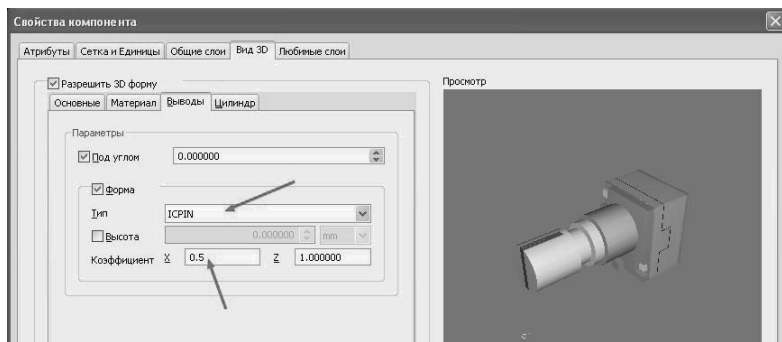 Свойства компонента
Атрибуты Сетка и Единицы Общие слои Вид 3D Любимые слои
Разрешить 3D форму
Просмотр
Основные Материал Выводы Цилиндр
Параметры
Под углом 0.000000
Форма
Тип ICPIN
Высота 0.000000 mm
Коэффициент X 0.5 Z 1.000000